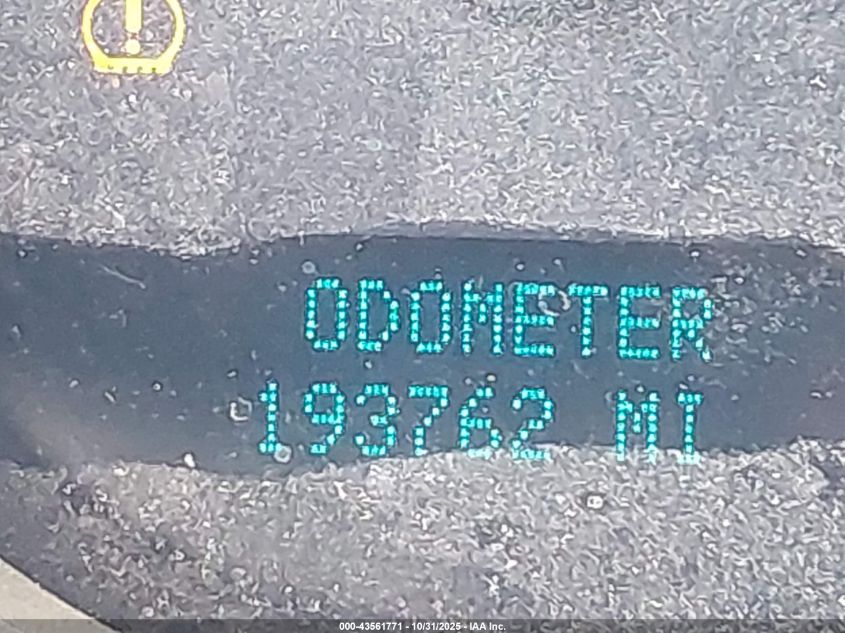 ODOMETER
193762 MI
000-43561771 - 10/31/2025 - IAA Inc.